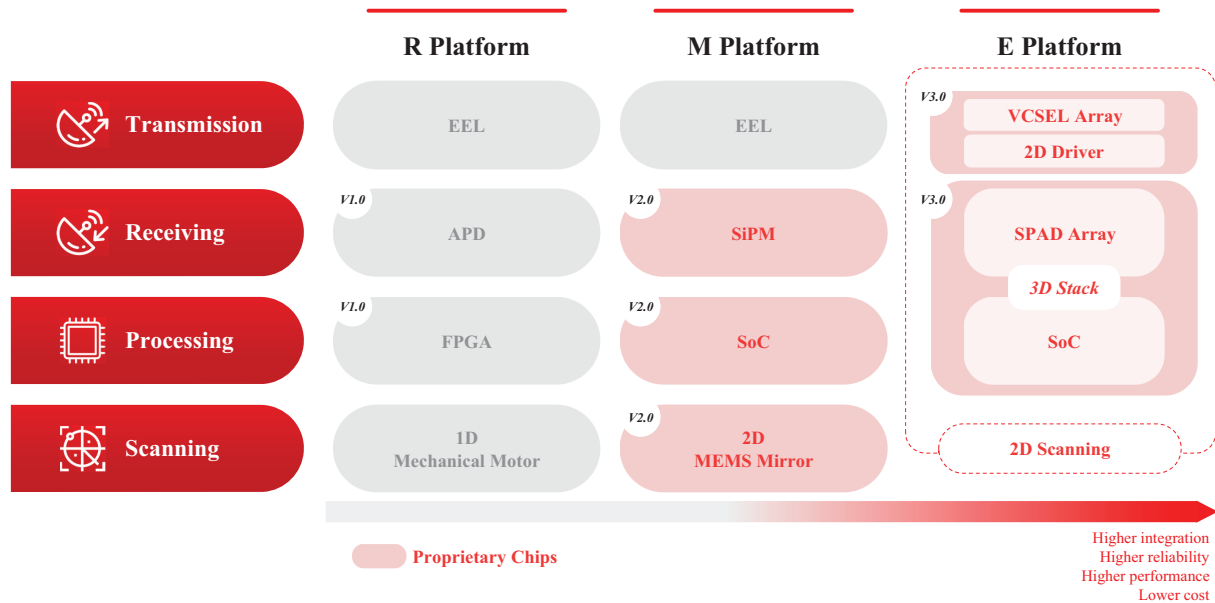 R Platform
M Platform
E Platform
Transmission
EEL
EEL
V3.0
VCSEL Array
2D Driver
Receiving
V1.0
APD
V2.0
SiPM
V3.0
SPAD Array
3D Stack
Processing
V1.0
FPGA
V2.0
SoC
SoC
Scanning
1D
Mechanical Motor
V2.0
2D
MEMS Mirror
2D Scanning
Proprietary Chips
Higher integration
Higher reliability
Higher performance
Lower cost